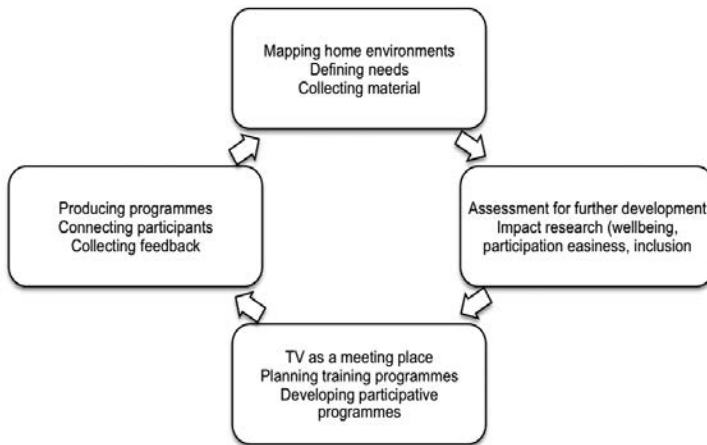 Mapping home environments
Defining needs
Collecting material
Producing programmes
Connecting participants
Collecting feedback
Assessment for further development
Impact research (wellbeing,
participation easiness, inclusion
TV as a meeting place
Planning training programmes
Developing participative
programmes